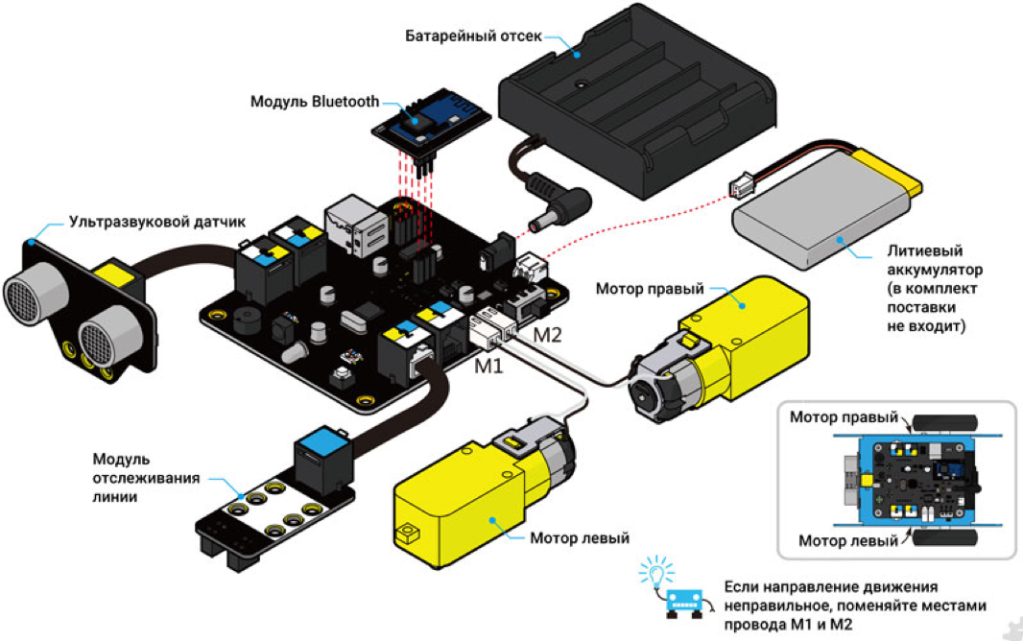 Батарейный отсек
Модуль Bluetooth
Ультразвуковой датчик
Литиевый
аккумулятор
(в комплект
поставки
не входит)
Мотор правый
M2
M1
Мотор правый
Модуль
отслеживания
линии
Мотор левый
Мотор левый
Если направление движения
неправильное, поменяйте местами
провода M1 и M2